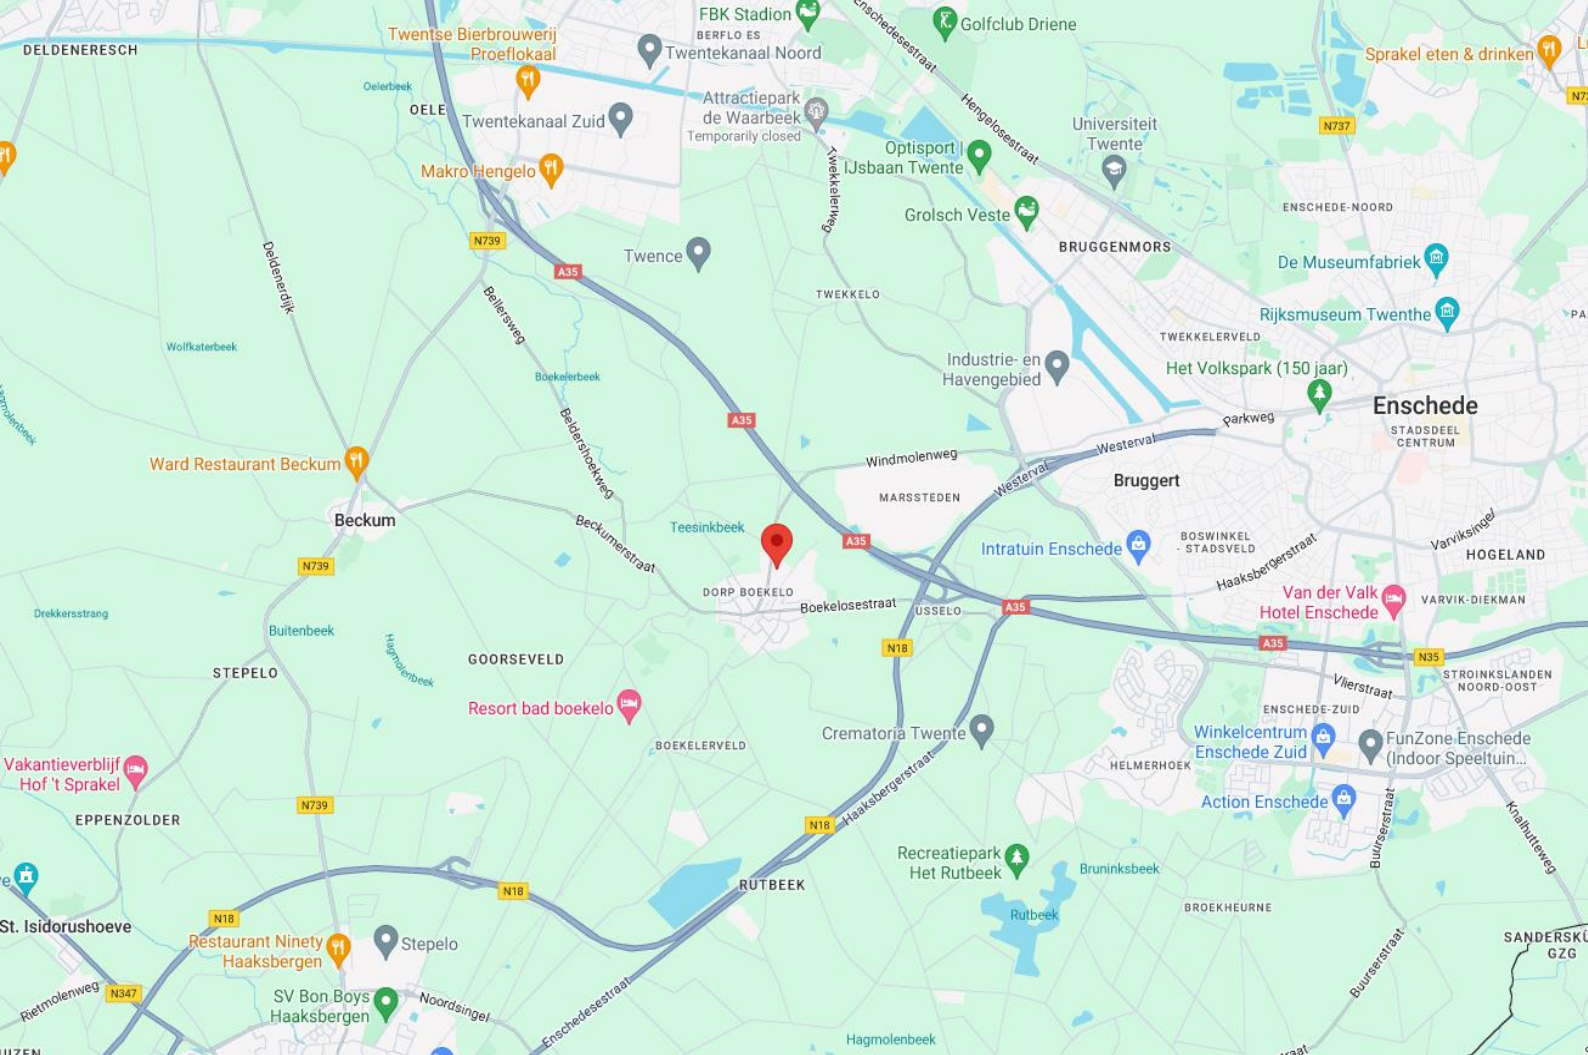 FBK Stadion
Golfclub Driene
Enschedesestraat
Twentse Bierbrouwerij
Proeflokaal
BERFLO ES
Twentekanaal Noord
DELDENERESCH
Sprakel eten & drinken
Oelerbeek
OELE
Attractiepark
de Waarbeek
Temporarily closed
Hengelosestraat
Twentekanaal Zuid
Universiteit
Twente
N737
Optisport |
IJsbaan Twente
Makro Hengelo
Twekkelerweg
Grolsch Veste
ENSCHEDE-NOORD
BRUGGENMORS
N739
Twence
A35
De Museumfabriek
Deldenerdijk
Bellersweg
TWEKKELO
Rijksmuseum Twenthe
TWEKKELERVELD
Wolfkaterbeek
Industrie- en
Havengebied
Het Volkspark (150 jaar)
Boekelerbeek
Hagmolenbeek
Enschede
STADSDEEL
CENTRUM
A35
Parkweg
Beldershoekweg
Westerval
Windmolenweg
Ward Restaurant Beckum
Westerval
Bruggert
MARSSTEDEN
Beckum
Beckumerstraat
Teesinkbeek
A35
Intratuin Enschede
BOSWINKEL
- STADSVELD
Varviksingel
HOGELAND
N739
Haaksbergerstraat
DORP BOEKELO
Boekelosestraat
USSELO
A35
Van der Valk
Hotel Enschede
VARVIK-DIEKMAN
Drekkersstrang
Buitenbeek
Hagmolenbeek
N18
A35
N35
STEPELO
GOORSEVELD
Vlierstraat
STROINKSLANDEN
NOORD-OOST
Resort bad boekelo
ENSCHEDE-ZUID
Crematoria Twente
BOEKELERVELD
Winkelcentrum
Enschede Zuid
FunZone Enschede
(Indoor Speeltuin...
Vakantieverblijf
Hof 't Sprakel
HELMERHOEK
Haaksbergerstraat
N739
Action Enschede
EPPENZOLDER
N18
Buurserstraat
Knalhutteweg
Recreatiepark
Het Rutbeek
Bruninksbeek
RUTBEEK
N18
Rutbeek
BROEKHEURNE
N18
St. Isidorushoeve
Restaurant Ninety
Haaksbergen
Stepelo
Buurserstraat
GZG
N347
Rietmolenweg
SV Bon Boys
Haaksbergen
Noordsingel
Enschedesestraat
Hagmolenbeek